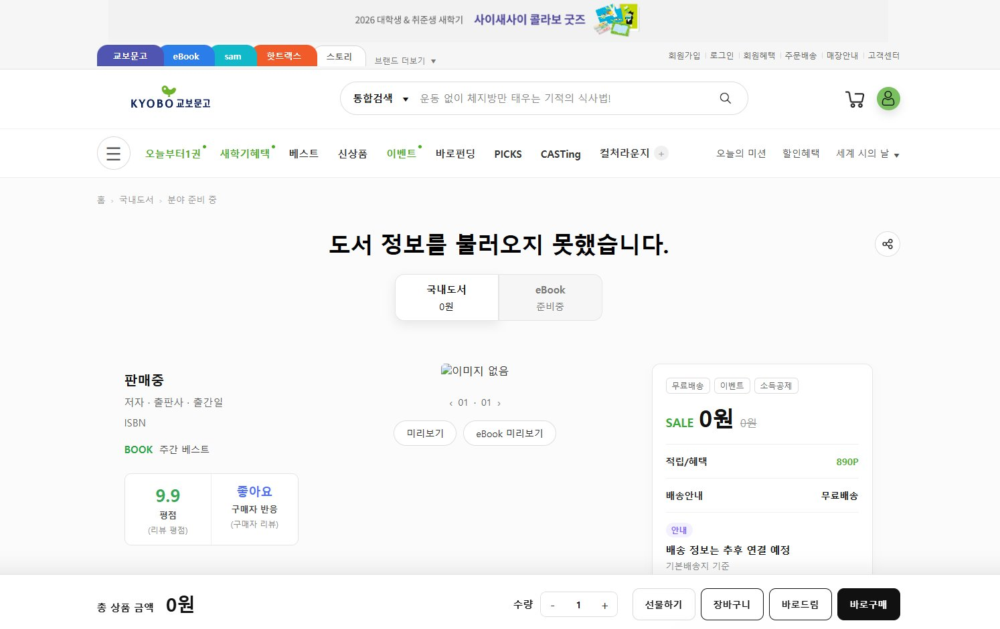 2026 대학생 & 취준생 새학기 사이새사이 콜라보 굿즈
교보문고 eBook sam 핫트랙스 스토리 브랜드 더보기 ▼
회원가입 로그인 회원혜택 주문배송 매장안내 고객센터
KYOBO 교보문고
통합검색 ▼ 운동 없이 체지방만 태우는 기적의 식사법!
오늘부터1권 새학기혜택 베스트 신상품 이벤트 바로펀딩 PICKS CASTing 컬처라운지 + 오늘의 미션 할인혜택 세계 시의 날 ▼
홈 › 국내도서 › 분야 준비 중
도서 정보를 불러오지 못했습니다.
국내도서 eBook
0원 준비중
판매중
저자 · 출판사 · 출간일
ISBN
BOOK 주간 베스트
9.9
평점
(리뷰 평점)
좋아요
구매자 반응
(구매자 리뷰)
이미지 없음
‹ 01 · 01 ›
미리보기 eBook 미리보기
무료배송 이벤트 소득공제
SALE 0원 0원
적립/혜택 890P
배송안내 무료배송
안내
배송 정보는 추후 연결 예정
기본배송지 기준
총 상품 금액 0원
수량 - 1 + 선물하기 장바구니 바로드림 바로구매